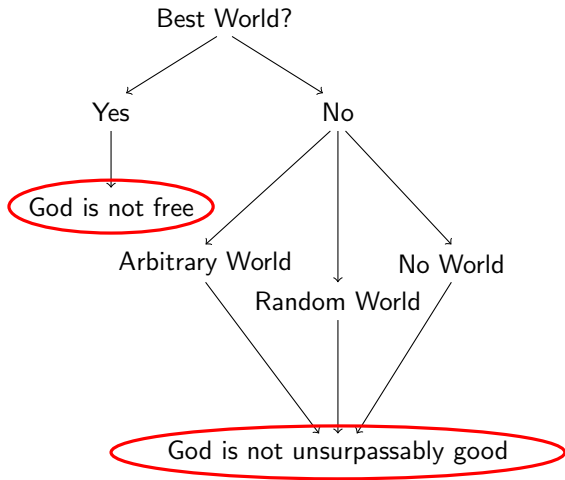 Best World?
Yes
No
God is not free
Arbitrary World
No World
Random World
God is not unsurpassably good